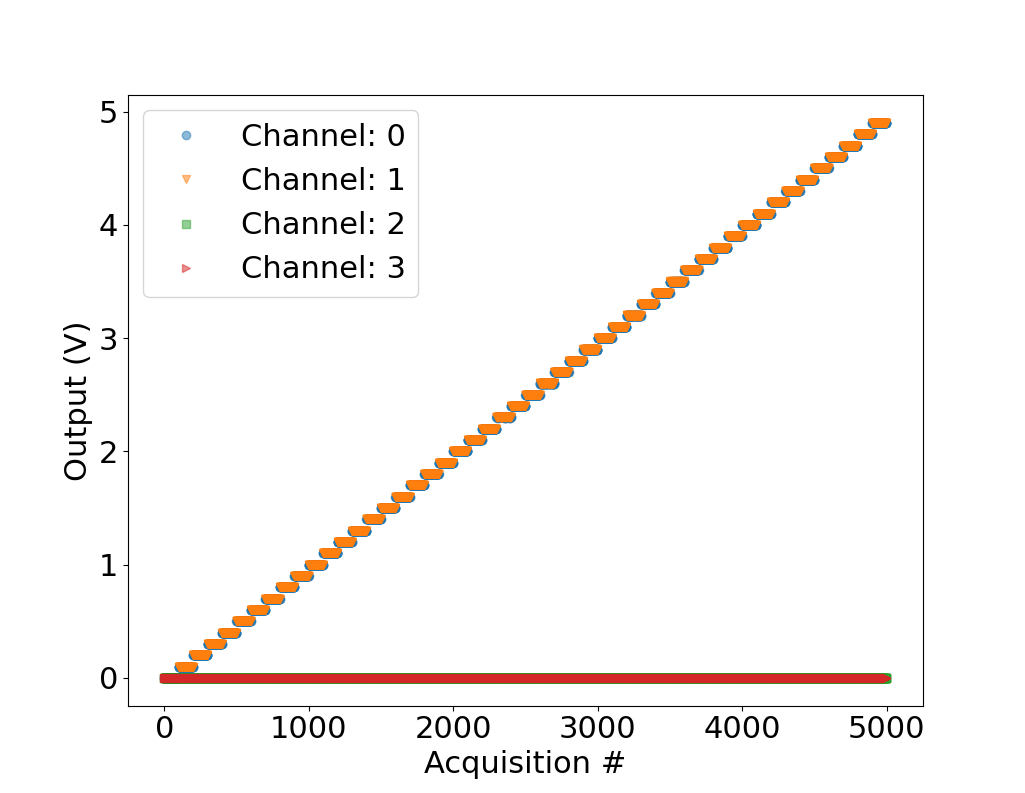 5
4
3
2
1
0
Output (V)
Channel: 0
Channel: 1
Channel: 2
Channel: 3
0 1000 2000 3000 4000 5000
Acquisition #